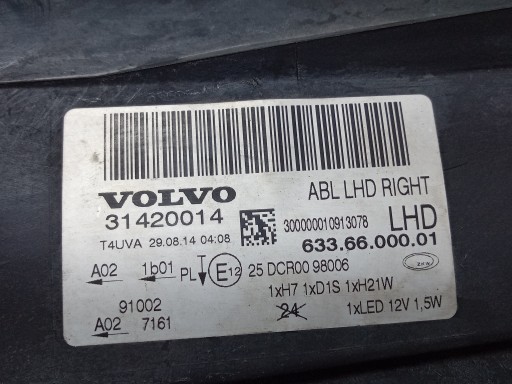 VOLVO
ABL LHD RIGHT
31420014
300000010913078
LHD
T4UVA 29.08.14 04:08
633.66.000.01
A02 1b01 PL E12 25 DCR00 98006
1xH7 1xD1S 1xH21W
91002
24 1xLED 12V 1,5W
A02 7161